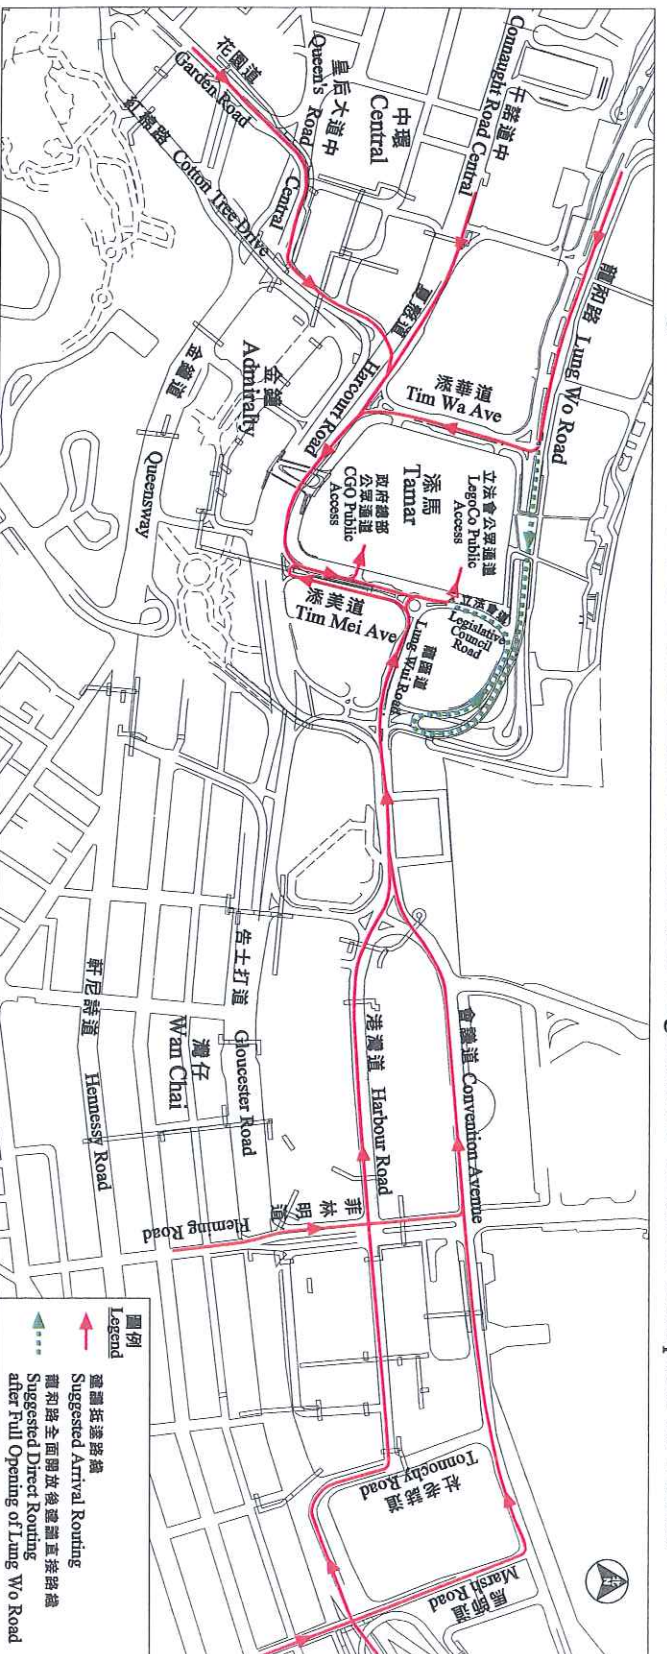 花園道
Garden Road
紅棉路 Cotton Tree Drive
皇后大道中
Queen's Road Central
中環
Central
干諾道中
Connaught Road Central
夏慤道
Harcourt Road
龍和路 Lung Wo Road
添華道
Tim Wa Ave
金鐘
Admiralty
金鐘道
Queensway
添馬
Tamar
立法會公眾通道
LegoCo Public
Access
政府總部
公眾通道
CGO Public
Access
立法會道
Legislative
Council
Road
添美道
Tim Mei Ave
龍匯道
Lung Wui Road
告士打道 Gloucester Road
灣仔
Wan Chai
軒尼詩道 Hennessy Road
港灣道 Harbour Road
會議道 Convention Avenue
菲林明道
Fleming Road
杜老誌道
Tonnochy Road
馬師道
Marsh Road
圖例
Legend
建議抵達路線
Suggested Arrival Routing
龍和路全面開放後建議直接路線
Suggested Direct Routing
after Full Opening of Lung Wo Road